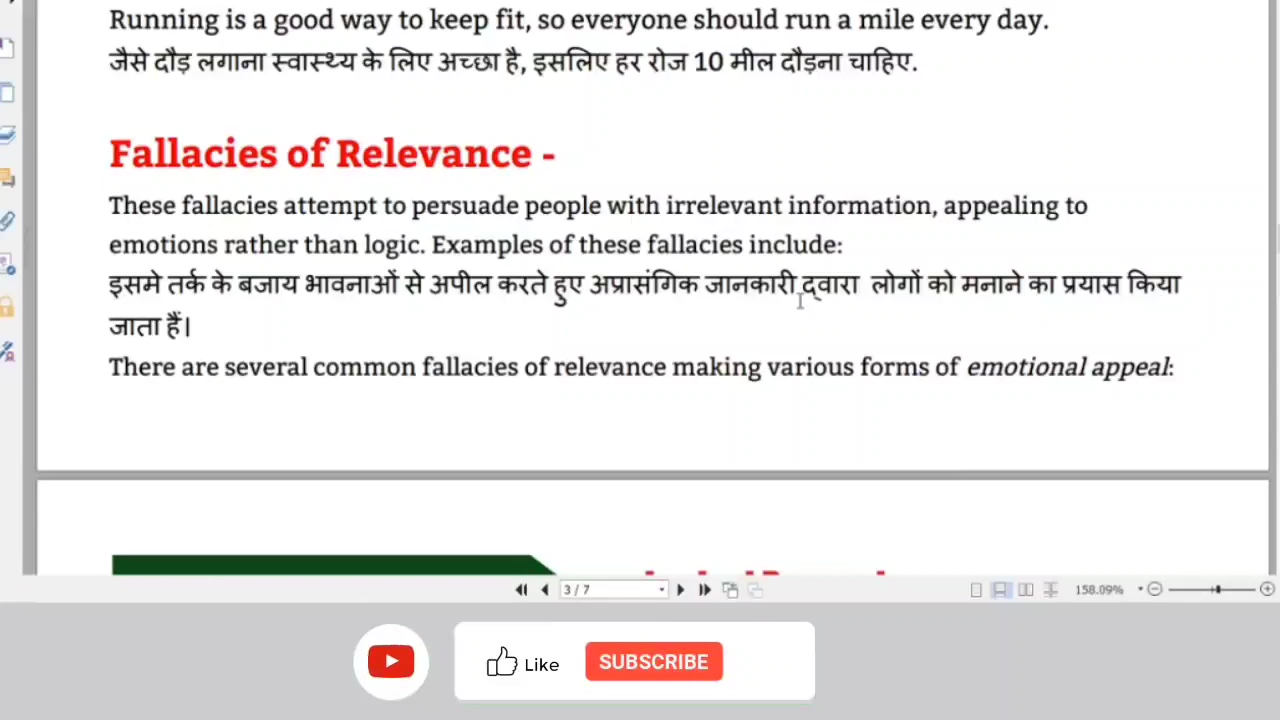 Running is a good way to keep fit, so everyone should run a mile every day.
जैसे दौड़ लगाना स्वास्थ्य के लिए अच्छा है, इसलिए हर रोज 10 मील दौड़ना चाहिए.
Fallacies of Relevance -
These fallacies attempt to persuade people with irrelevant information, appealing to
emotions rather than logic. Examples of these fallacies include:
इसमे तर्क के बजाय भावनाओं से अपील करते हुए अप्रासंगिक जानकारी द्वारा लोगों को मनाने का प्रयास किया
जाता हैं।
There are several common fallacies of relevance making various forms of emotional appeal:
3 / 7
158.09%
Like
SUBSCRIBE